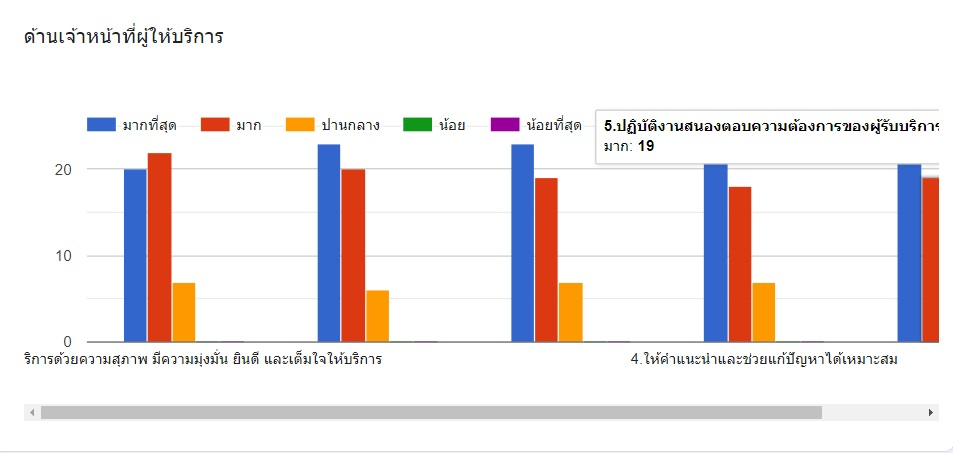 ด้านเจ้าหน้าที่ผู้ให้บริการ
มากที่สุด มาก ปานกลาง น้อย น้อยที่สุด
5.ปฏิบัติงานสนองตอบความต้องการของผู้รับบริการ
มาก: 19
20
10
0
ริการด้วยความสุภาพ มีความมุ่งมั่น ยินดี และเต็มใจให้บริการ 4.ให้คำแนะนำและช่วยแก้ปัญหาได้เหมาะสม